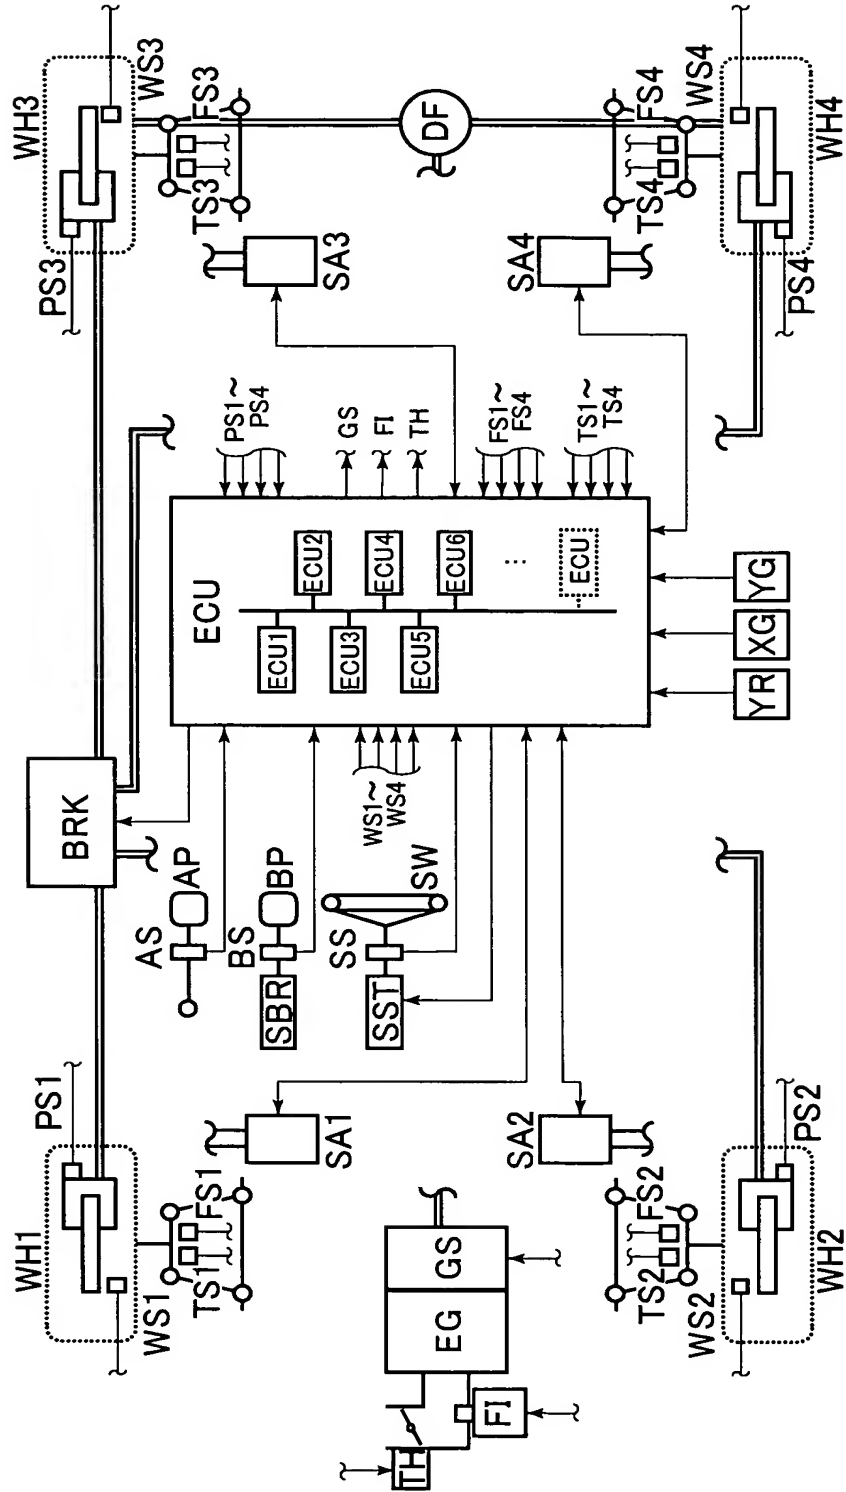 WH1
PS1
WS1
TS1
FS1
SA1
BRK
AS
AP
BS
BP
SBR
SS
SW
SST
WS1~
WS4
ECU
ECU1
ECU2
ECU3
ECU4
ECU5
ECU6
...
ECU
PS1~
PS4
GS
FI
TH
FS1~
FS4
TS1~
TS4
YR
XG
YG
WH3
PS3
WS3
TS3
FS3
SA3
DF
SA4
TS4
FS4
WS4
PS4
WH4
EG
GS
TH
FI
SA2
TS2
FS2
WS2
PS2
WH2